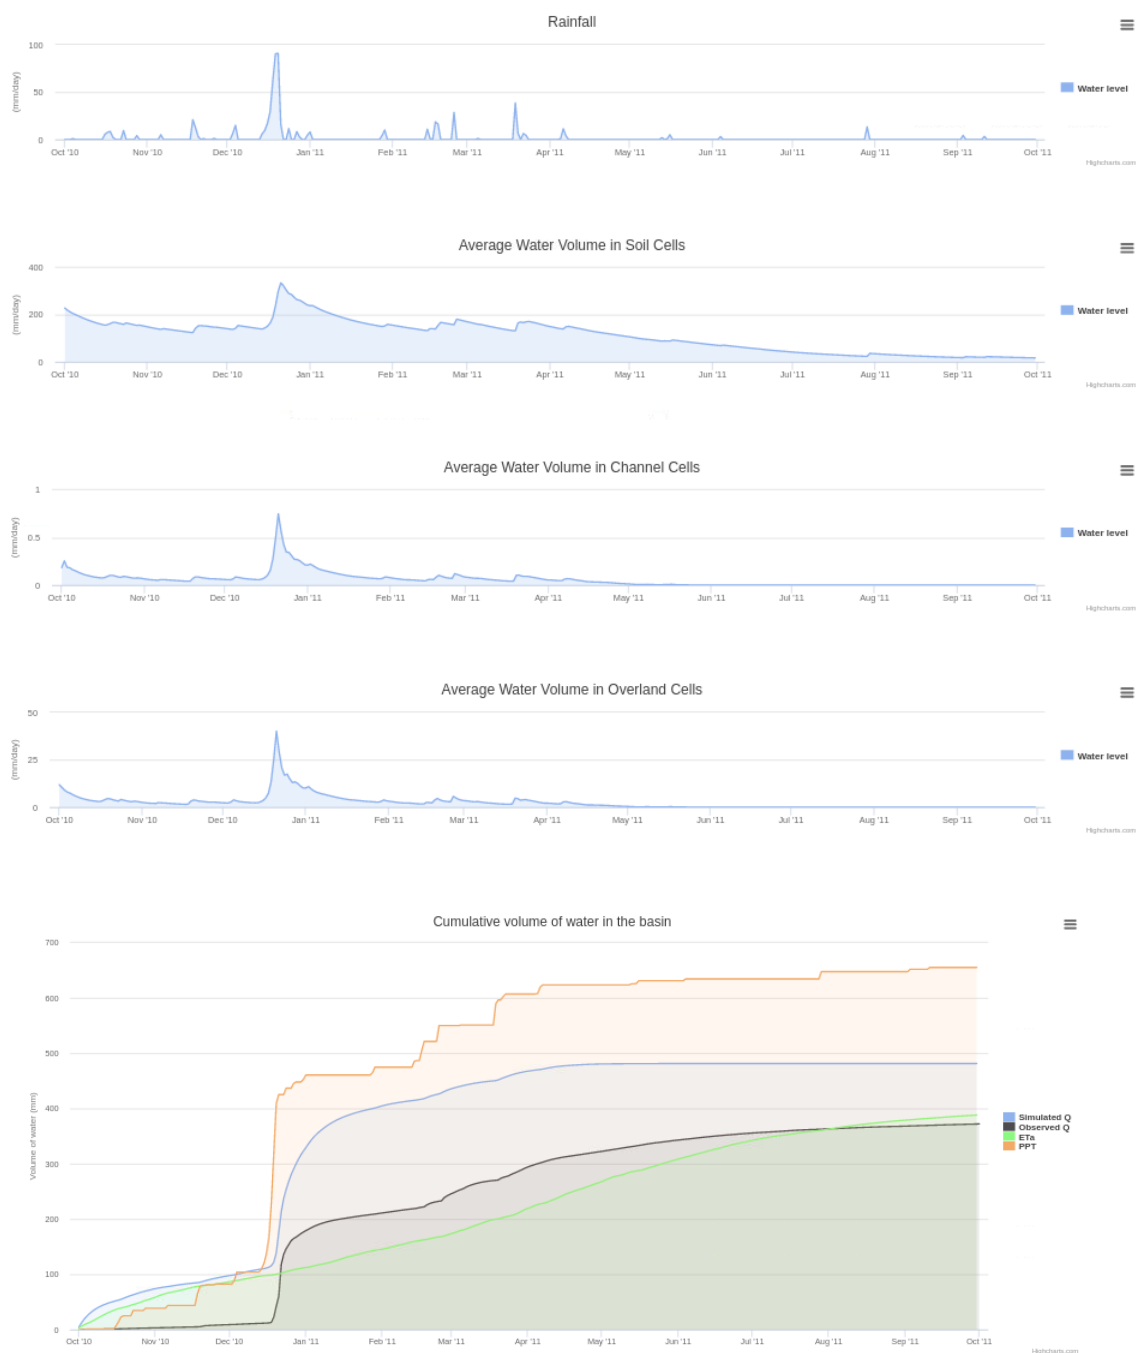 Rainfall
100
50
0
(mm/day)
Oct '10 Nov '10 Dec '10 Jan '11 Feb '11 Mar '11 Apr '11 May '11 Jun '11 Jul '11 Aug '11 Sep '11 Oct '11
Water level
Highcharts.com
Average Water Volume in Soil Cells
400
200
0
(mm/day)
Oct '10 Nov '10 Dec '10 Jan '11 Feb '11 Mar '11 Apr '11 May '11 Jun '11 Jul '11 Aug '11 Sep '11 Oct '11
Water level
Highcharts.com
Average Water Volume in Channel Cells
1
0.5
0
(mm/day)
Oct '10 Nov '10 Dec '10 Jan '11 Feb '11 Mar '11 Apr '11 May '11 Jun '11 Jul '11 Aug '11 Sep '11 Oct '11
Water level
Highcharts.com
Average Water Volume in Overland Cells
50
25
0
(mm/day)
Oct '10 Nov '10 Dec '10 Jan '11 Feb '11 Mar '11 Apr '11 May '11 Jun '11 Jul '11 Aug '11 Sep '11 Oct '11
Water level
Highcharts.com
Cumulative volume of water in the basin
700
600
500
400
300
200
100
0
Volume of water (mm)
Oct '10 Nov '10 Dec '10 Jan '11 Feb '11 Mar '11 Apr '11 May '11 Jun '11 Jul '11 Aug '11 Sep '11 Oct '11
Simulated Q
Observed Q
ETa
PPT
Highcharts.com